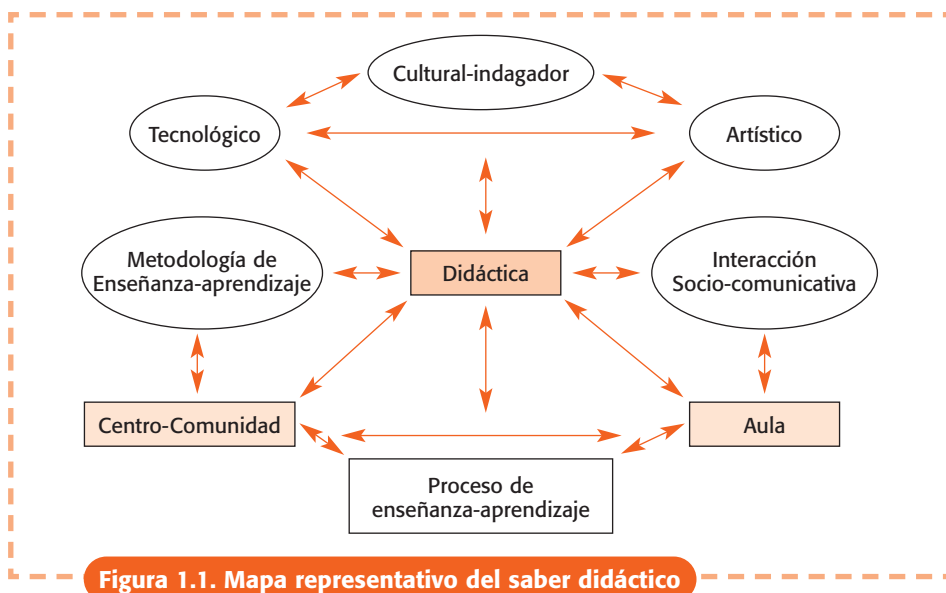 Cultural-indagador
Tecnológico
Artístico
Metodología de
Enseñanza-aprendizaje
Didáctica
Interacción
Socio-comunicativa
Centro-Comunidad
Aula
Proceso de
enseñanza-aprendizaje
Figura 1.1. Mapa representativo del saber didáctico